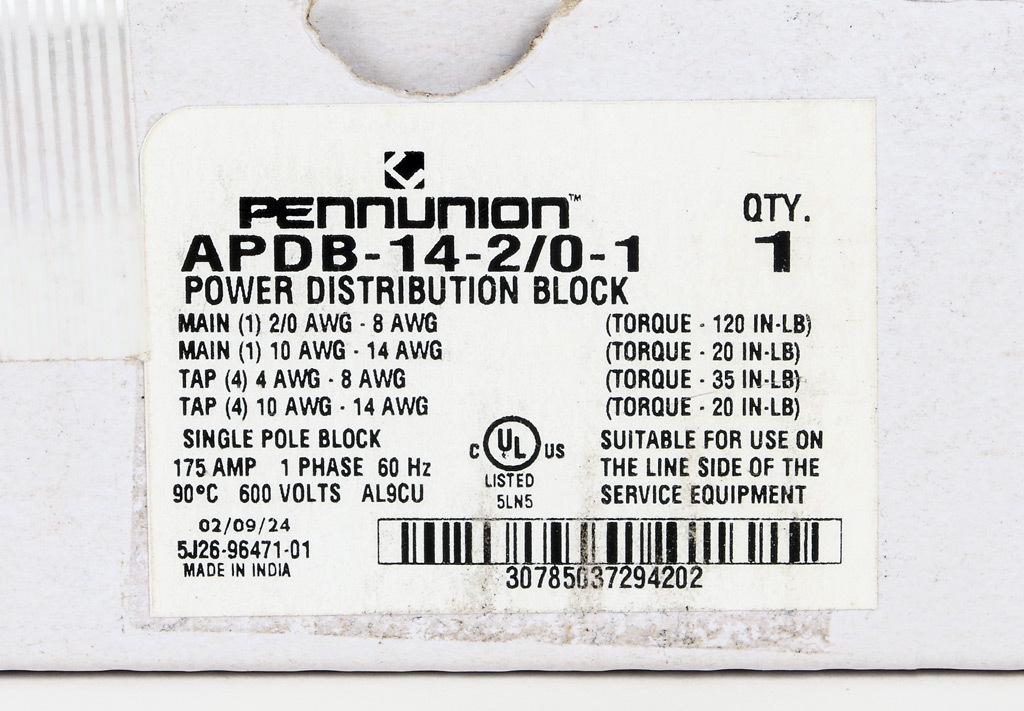 PENNUNION™
QTY.
APDB-14-2/0-1
1
POWER DISTRIBUTION BLOCK
MAIN (1) 2/0 AWG - 8 AWG (TORQUE - 120 IN-LB)
MAIN (1) 10 AWG - 14 AWG (TORQUE - 20 IN-LB)
TAP (4) 4 AWG - 8 AWG (TORQUE - 35 IN-LB)
TAP (4) 10 AWG - 14 AWG (TORQUE - 20 IN-LB)
SINGLE POLE BLOCK
175 AMP 1 PHASE 60 Hz
90°C 600 VOLTS AL9CU
C UL US
LISTED
5LN5
SUITABLE FOR USE ON
THE LINE SIDE OF THE
SERVICE EQUIPMENT
02/09/24
5J26-96471-01
MADE IN INDIA
30785037294202